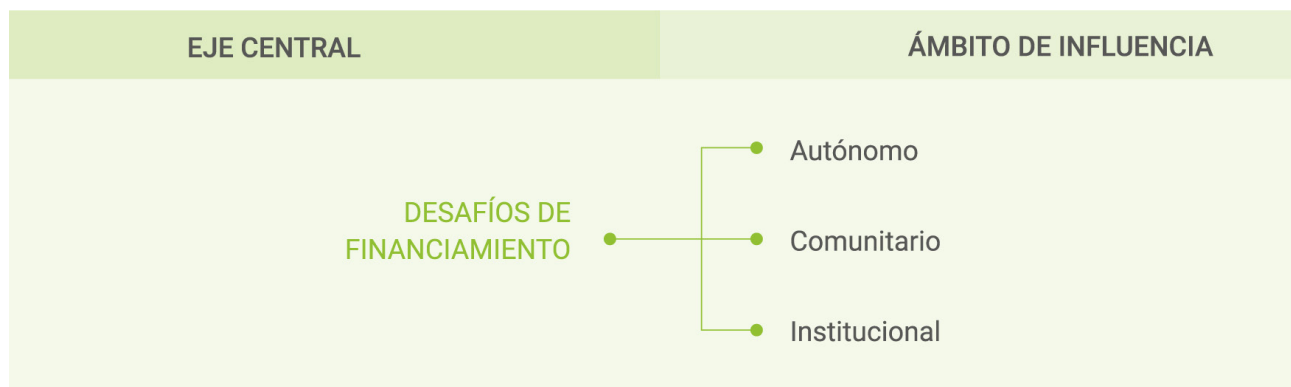 EJE CENTRAL
ÁMBITO DE INFLUENCIA
DESAFÍOS DE
FINANCIAMIENTO
Autónomo
Comunitario
Institucional